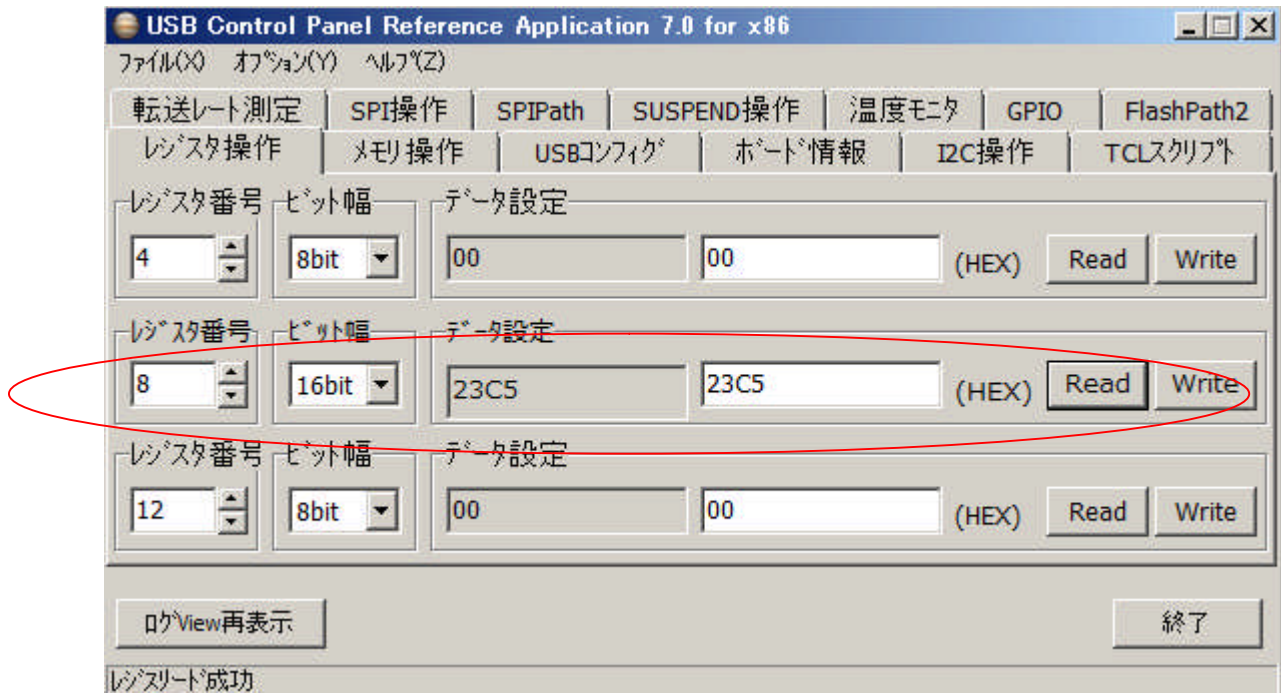 USB Control Panel Reference Application 7.0 for x86
ﾌｧｲﾙ(X) ｵﾌﾟｼｮﾝ(Y) ﾍﾙﾌﾟ(Z)
転送ﾚｰﾄ測定 SPI操作 SPIPath SUSPEND操作 温度ﾓﾆﾀ GPIO FlashPath2
ﾚｼﾞｽﾀ操作 ﾒﾓﾘ操作 USBｺﾝﾌｨｸﾞ ﾎﾞｰﾄﾞ情報 I2C操作 TCLｽｸﾘﾌﾟﾄ
ﾚｼﾞｽﾀ番号 ﾋﾞｯﾄ幅 ﾃﾞｰﾀ設定
4 8bit 00 00 (HEX) Read Write
ﾚｼﾞｽﾀ番号 ﾋﾞｯﾄ幅 ﾃﾞｰﾀ設定
8 16bit 23C5 23C5 (HEX) Read Write
ﾚｼﾞｽﾀ番号 ﾋﾞｯﾄ幅 ﾃﾞｰﾀ設定
12 8bit 00 00 (HEX) Read Write
ﾛｸﾞView再表示 終了
ﾚｼﾞｽﾘｰﾄﾞ成功